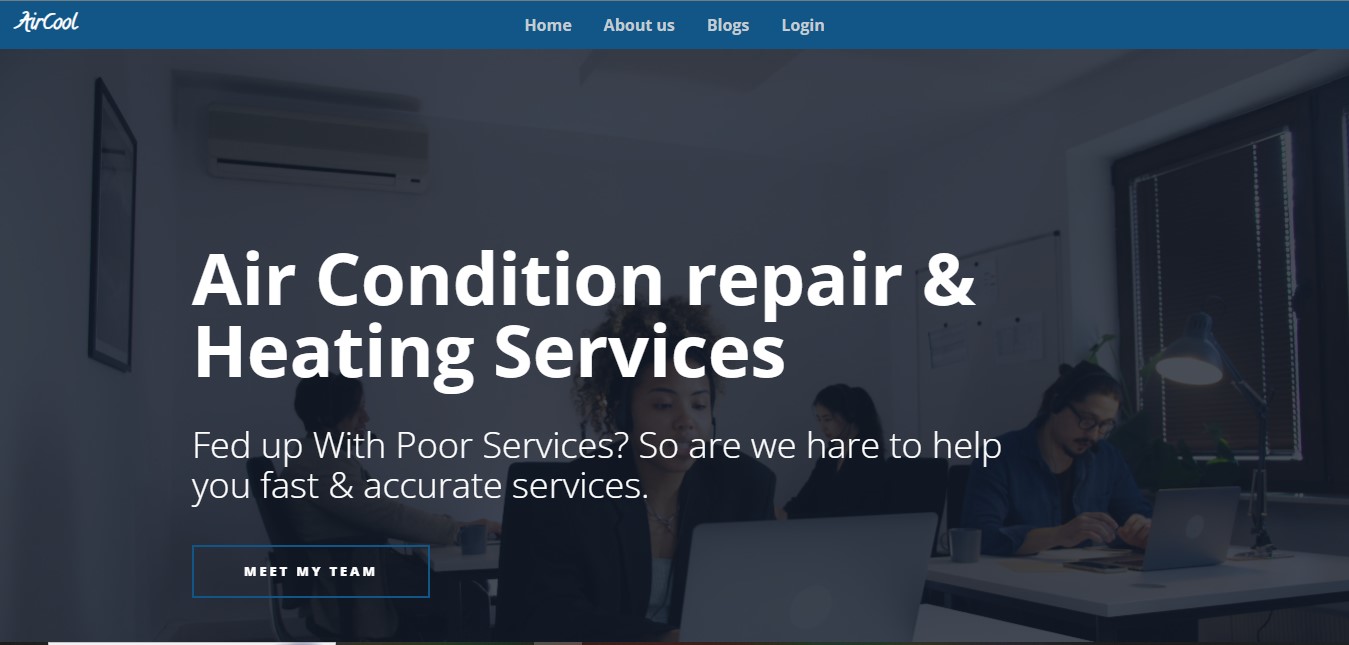 AirCool
Home About us Blogs Login
Air Condition repair &
Heating Services
Fed up With Poor Services? So are we hare to help
you fast & accurate services.
MEET MY TEAM